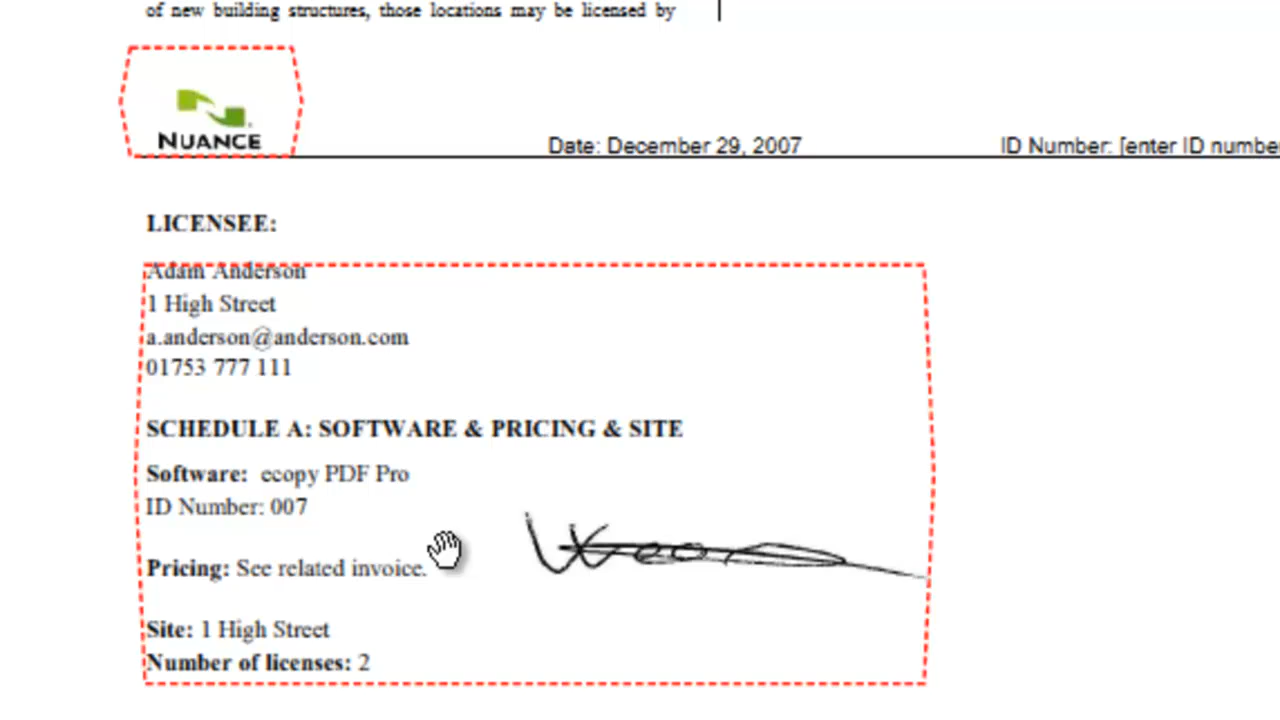 of new building structures, those locations may be licensed by
NUANCE
Date: December 29, 2007
ID Number: [enter ID number
LICENSEE:
Adam Anderson
1 High Street
a.anderson@anderson.com
01753 777 111
SCHEDULE A: SOFTWARE & PRICING & SITE
Software: ecopy PDF Pro
ID Number: 007
Pricing: See related invoice.
Site: 1 High Street
Number of licenses: 2